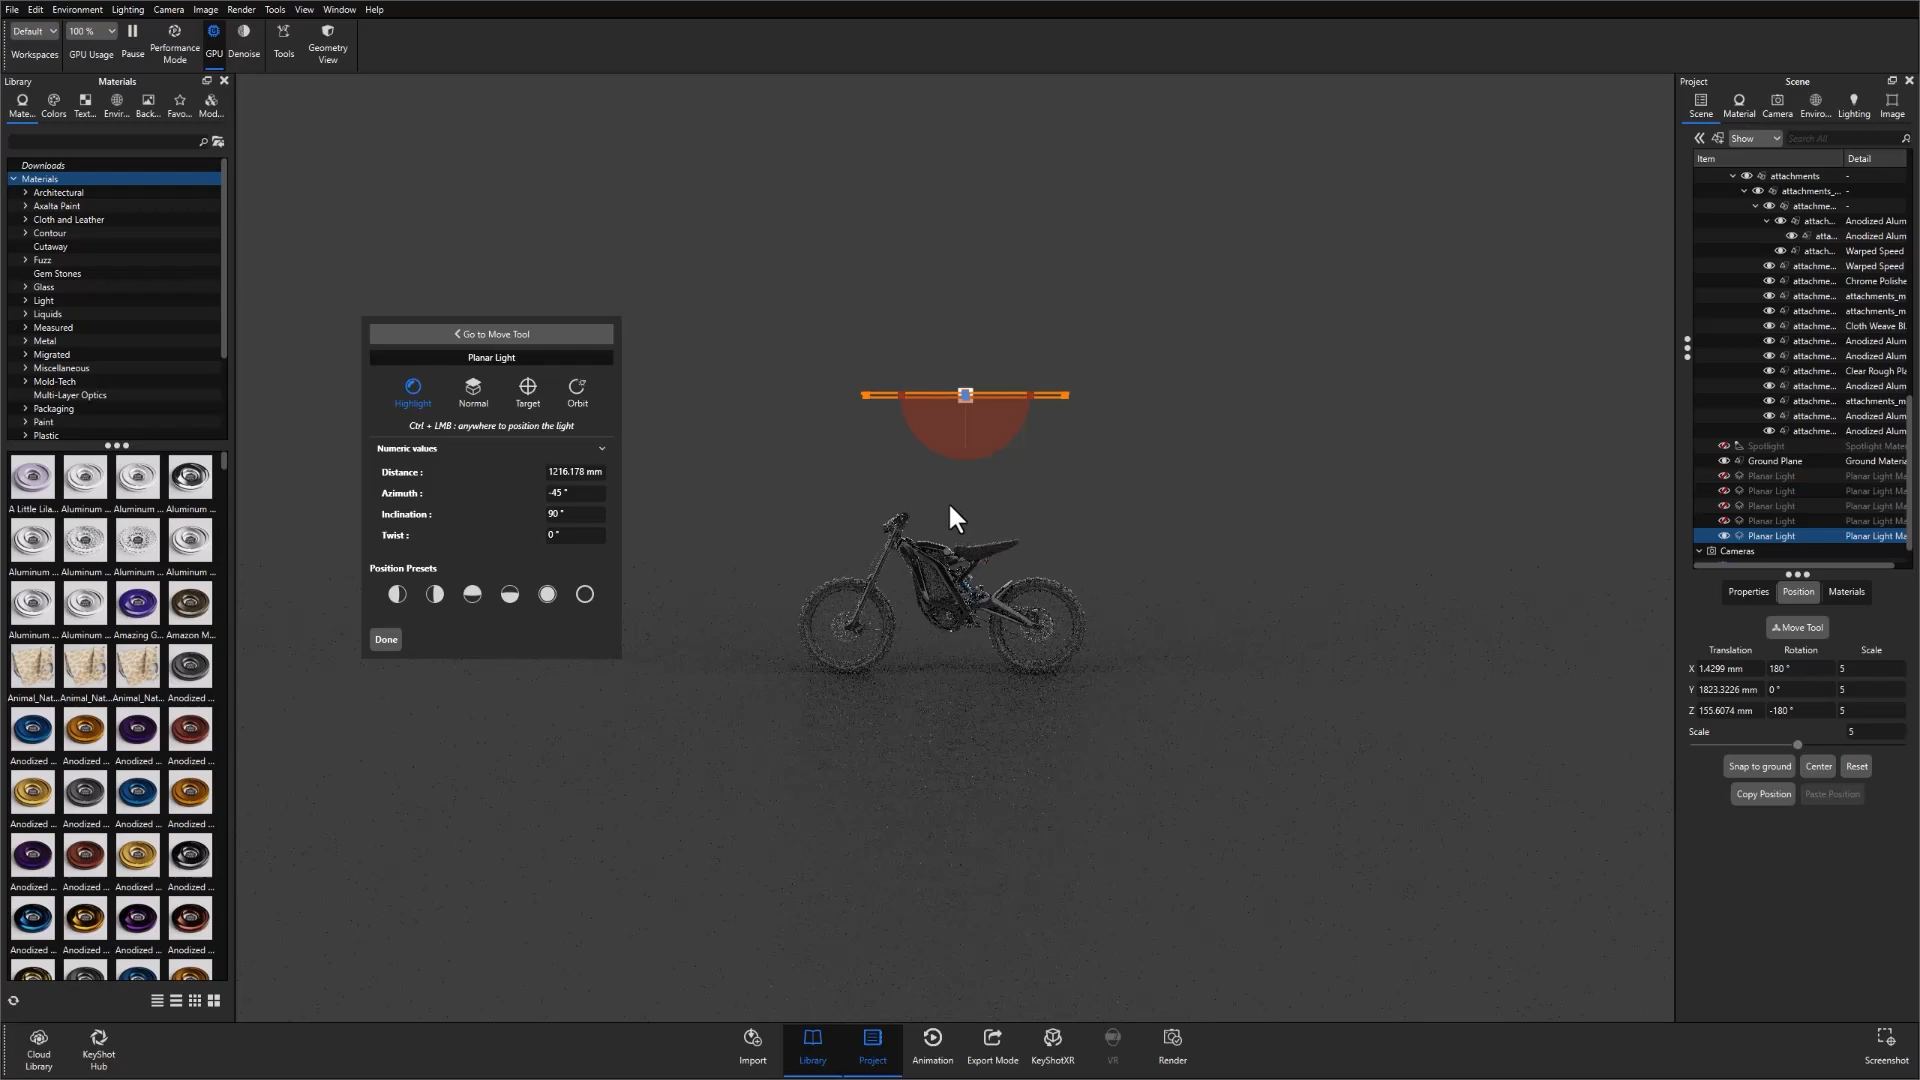 File Edit Environment Lighting Camera Image Render Tools View Window Help
Default 100 %
Workspaces GPU Usage Pause Performance Mode GPU Denoise Tools Geometry View
Library Materials
Mate... Colors Text... Envir... Back... Favo... Mod...
Downloads
Materials
Architectural
Axalta Paint
Cloth and Leather
Contour
Cutaway
Fuzz
Gem Stones
Glass
Light
Liquids
Measured
Metal
Migrated
Miscellaneous
Mold-Tech
Multi-Layer Optics
Packaging
Paint
Plastic
A Little Lila... Aluminum ... Aluminum ... Aluminum ...
Aluminum ... Aluminum ... Aluminum ... Aluminum ...
Aluminum ... Aluminum ... Amazing G... Amazon M...
Animal_Nat... Animal_Nat... Animal_Nat... Anodized ...
Anodized ... Anodized ... Anodized ... Anodized ...
Anodized ... Anodized ... Anodized ... Anodized ...
Anodized ... Anodized ... Anodized ... Anodized ...
Anodized ... Anodized ... Anodized ... Anodized ...
Go to Move Tool
Planar Light
Highlight Normal Target Orbit
Ctrl + LMB : anywhere to position the light
Numeric values
Distance : 1216.178 mm
Azimuth : -45 °
Inclination : 90 °
Twist : 0 °
Position Presets
Done
Project Scene
Scene Material Camera Enviro... Lighting Image
Show Search All
Item Detail
attachments -
attachments_... -
attachme... -
attach... Anodized Alum
atta... Anodized Alum
attach... Warped Speed
attachme... Warped Speed
attachme... Chrome Polishe
attachme... attachments_m
attachme... attachments_m
attachme... Cloth Weave Bl
attachme... Anodized Alum
attachme... Anodized Alum
attachme... Clear Rough Pla
attachme... Anodized Alum
attachme... attachments_m
attachme... Anodized Alum
attachme... Anodized Alum
Spotlight Spotlight Mater
Ground Plane Ground Materia
Planar Light Planar Light Ma
Planar Light Planar Light Ma
Planar Light Planar Light Ma
Planar Light Planar Light Ma
Planar Light Planar Light Ma
Cameras
Properties Position Materials
Move Tool
Translation Rotation Scale
X 1.4299 mm 180 ° 5
Y 1823.3226 mm 0 ° 5
Z 155.6074 mm -180 ° 5
Scale 5
Snap to ground Center Reset
Copy Position Paste Position
Cloud Library KeyShot Hub Import Library Project Animation Export Mode KeyShotXR VR Render Screenshot